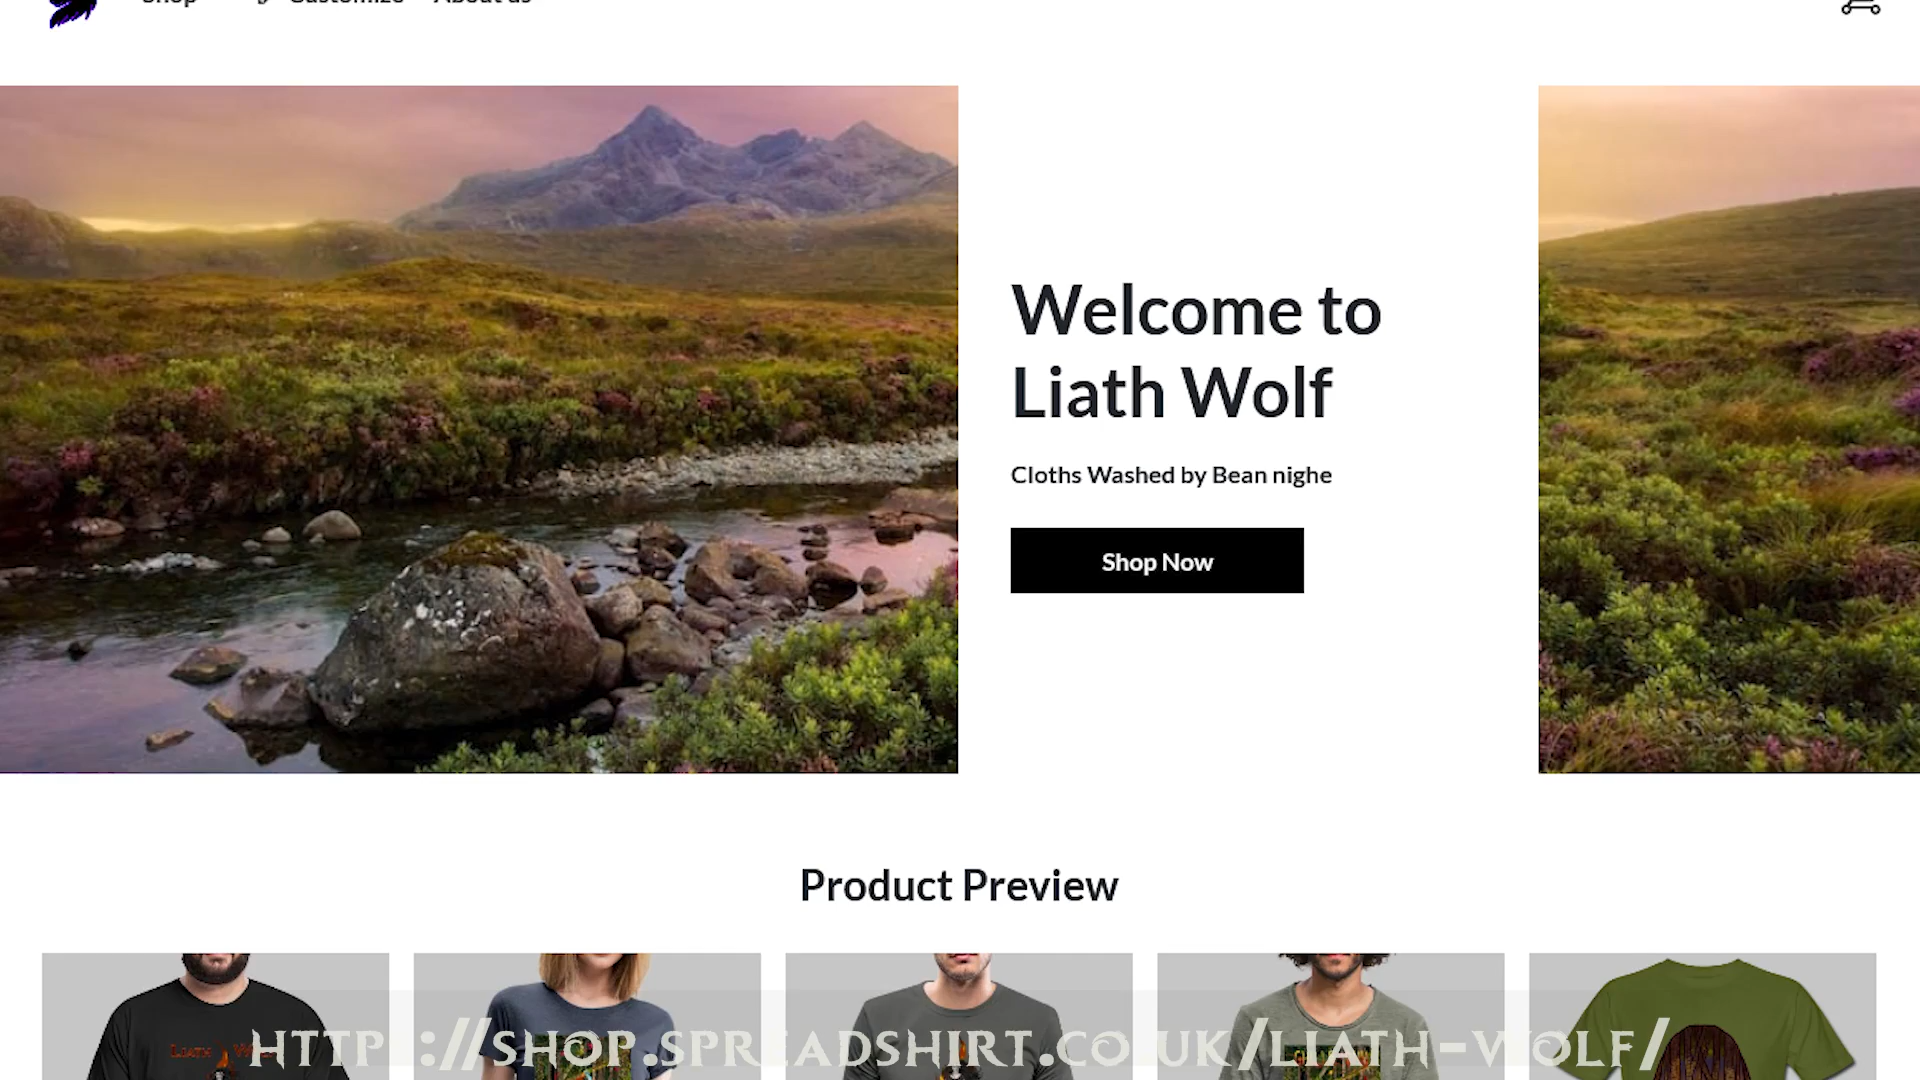 Shop Customize About us
Welcome to
Liath Wolf
Cloths Washed by Bean nighe
Shop Now
Product Preview
https://shop.spreadshirt.co.uk/liath-wolf/